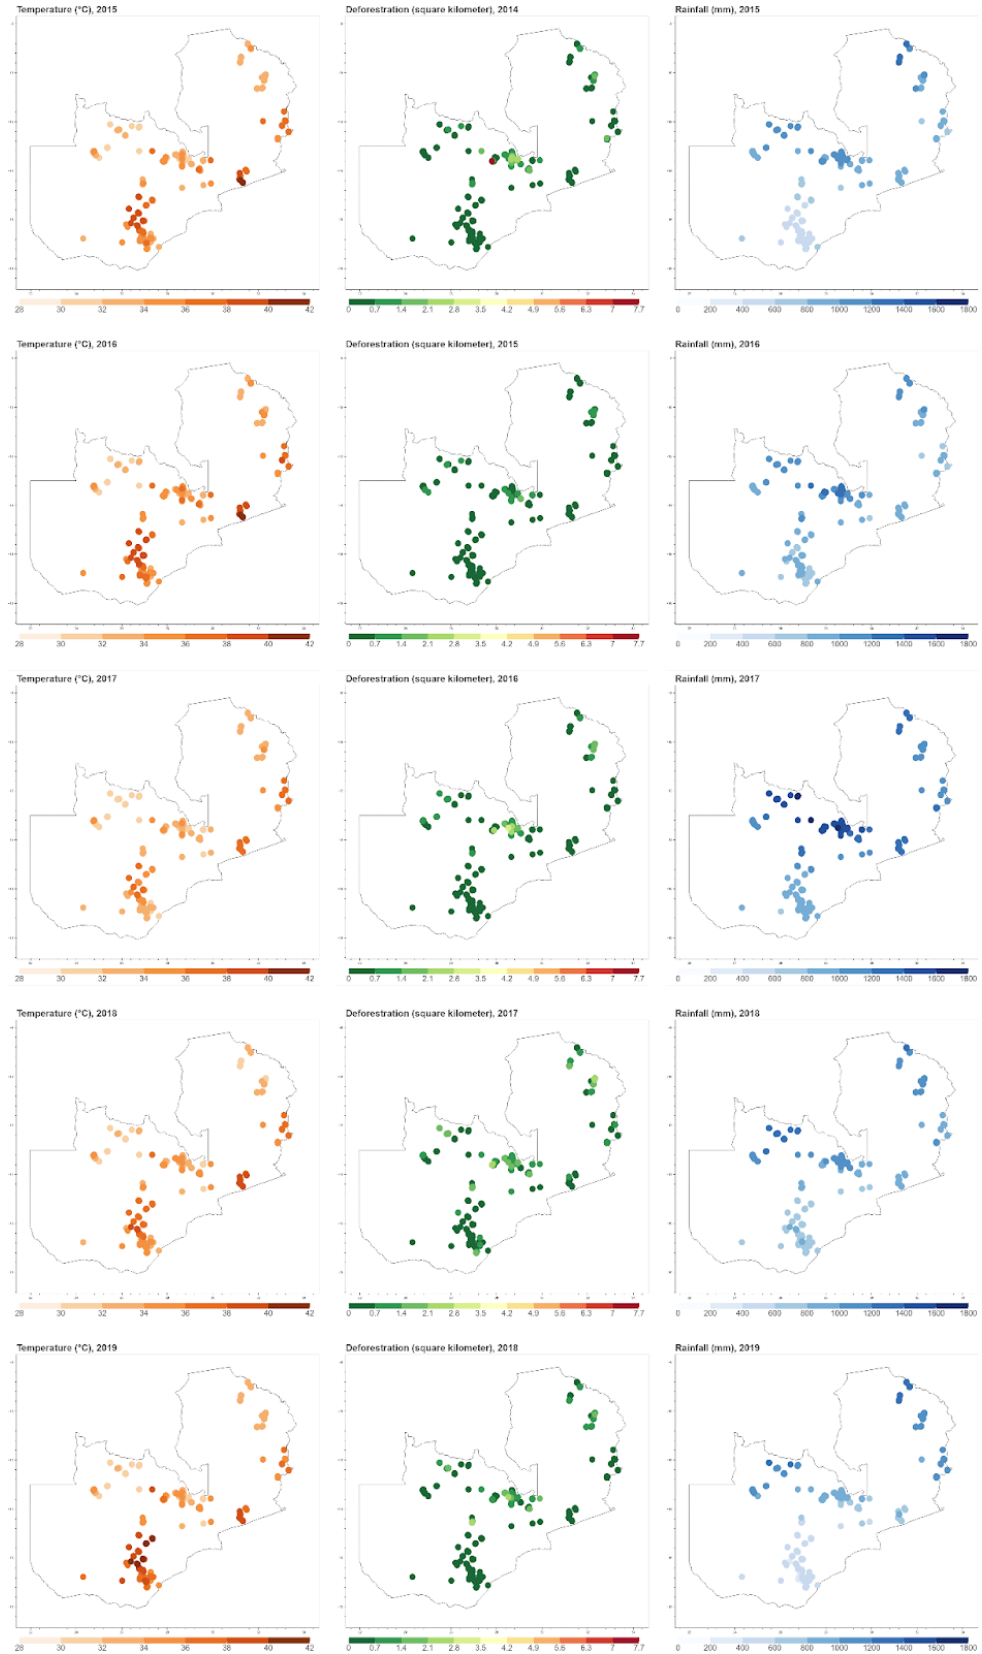 Temperature (°C), 2015
Deforestration (square kilometer), 2014
Rainfall (mm), 2015
28 30 32 34 36 38 40 42
0 0.7 1.4 2.1 2.8 3.5 4.2 4.9 5.6 6.3 7 7.7
0 200 400 600 800 1000 1200 1400 1600 1800
Temperature (°C), 2016
Deforestration (square kilometer), 2015
Rainfall (mm), 2016
28 30 32 34 36 38 40 42
0 0.7 1.4 2.1 2.8 3.5 4.2 4.9 5.6 6.3 7 7.7
0 200 400 600 800 1000 1200 1400 1600 1800
Temperature (°C), 2017
Deforestration (square kilometer), 2016
Rainfall (mm), 2017
28 30 32 34 36 38 40 42
0 0.7 1.4 2.1 2.8 3.5 4.2 4.9 5.6 6.3 7 7.7
0 200 400 600 800 1000 1200 1400 1600 1800
Temperature (°C), 2018
Deforestration (square kilometer), 2017
Rainfall (mm), 2018
28 30 32 34 36 38 40 42
0 0.7 1.4 2.1 2.8 3.5 4.2 4.9 5.6 6.3 7 7.7
0 200 400 600 800 1000 1200 1400 1600 1800
Temperature (°C), 2019
Deforestration (square kilometer), 2018
Rainfall (mm), 2019
28 30 32 34 36 38 40 42
0 0.7 1.4 2.1 2.8 3.5 4.2 4.9 5.6 6.3 7 7.7
0 200 400 600 800 1000 1200 1400 1600 1800